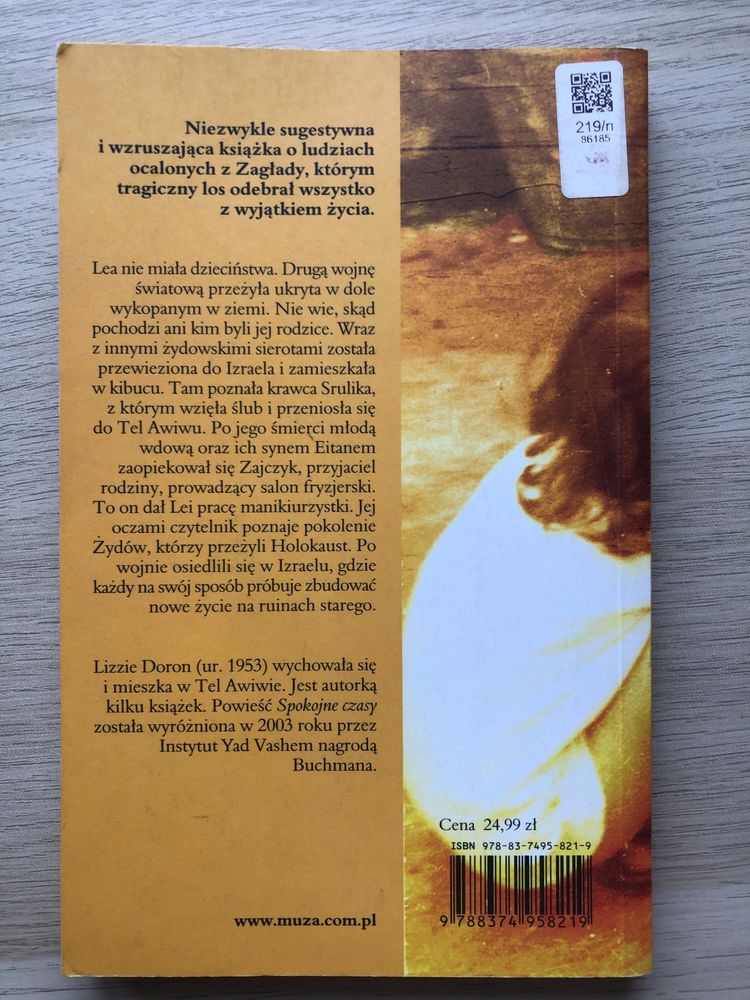 Niezwykle sugestywna
i wzruszająca książka o ludziach
ocalonych z Zagłady, którym
tragiczny los odebrał wszystko
z wyjątkiem życia.
Lea nie miała dzieciństwa. Drugą wojnę
światową przeżyła ukryta w dole
wykopanym w ziemi. Nie wie, skąd
pochodzi ani kim byli jej rodzice. Wraz
z innymi żydowskimi sierotami została
przewieziona do Izraela i zamieszkała
w kibucu. Tam poznała krawca Srulika,
z którym wzięła ślub i przeniosła się
do Tel Awiwu. Po jego śmierci młodą
wdową oraz ich synem Eitanem
zaopiekował się Zajczyk, przyjaciel
rodziny, prowadzący salon fryzjerski.
To on dał Lei pracę manikiurzystki. Jej
oczami czytelnik poznaje pokolenie
Żydów, którzy przeżyli Holokaust. Po
wojnie osiedlili się w Izraelu, gdzie
każdy na swój sposób próbuje zbudować
nowe życie na ruinach starego.
Lizzie Doron (ur. 1953) wychowała się
i mieszka w Tel Awiwie. Jest autorką
kilku książek. Powieść Spokojne czasy
została wyróżniona w 2003 roku przez
Instytut Yad Vashem nagrodą
Buchmana.
www.muza.com.pl
219/n
86185
Cena 24,99 zł
ISBN 978-83-7495-821-9
9 788374 958219